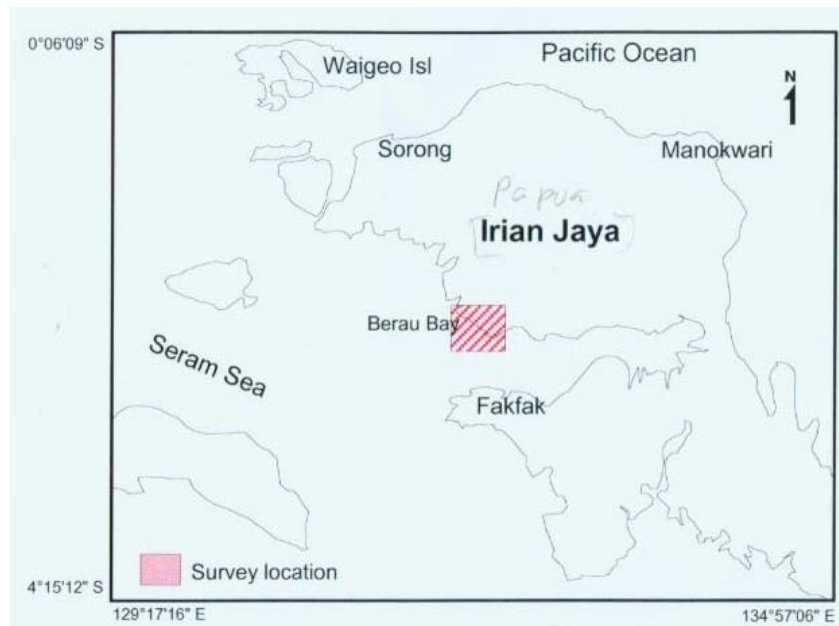 0°06'09" S
Waigeo Isl
Pacific Ocean
N
Sorong
Manokwari
Papua
Irian Jaya
Berau Bay
Seram Sea
Fakfak
Survey location
4°15'12" S
129°17'16" E
134°57'06" E